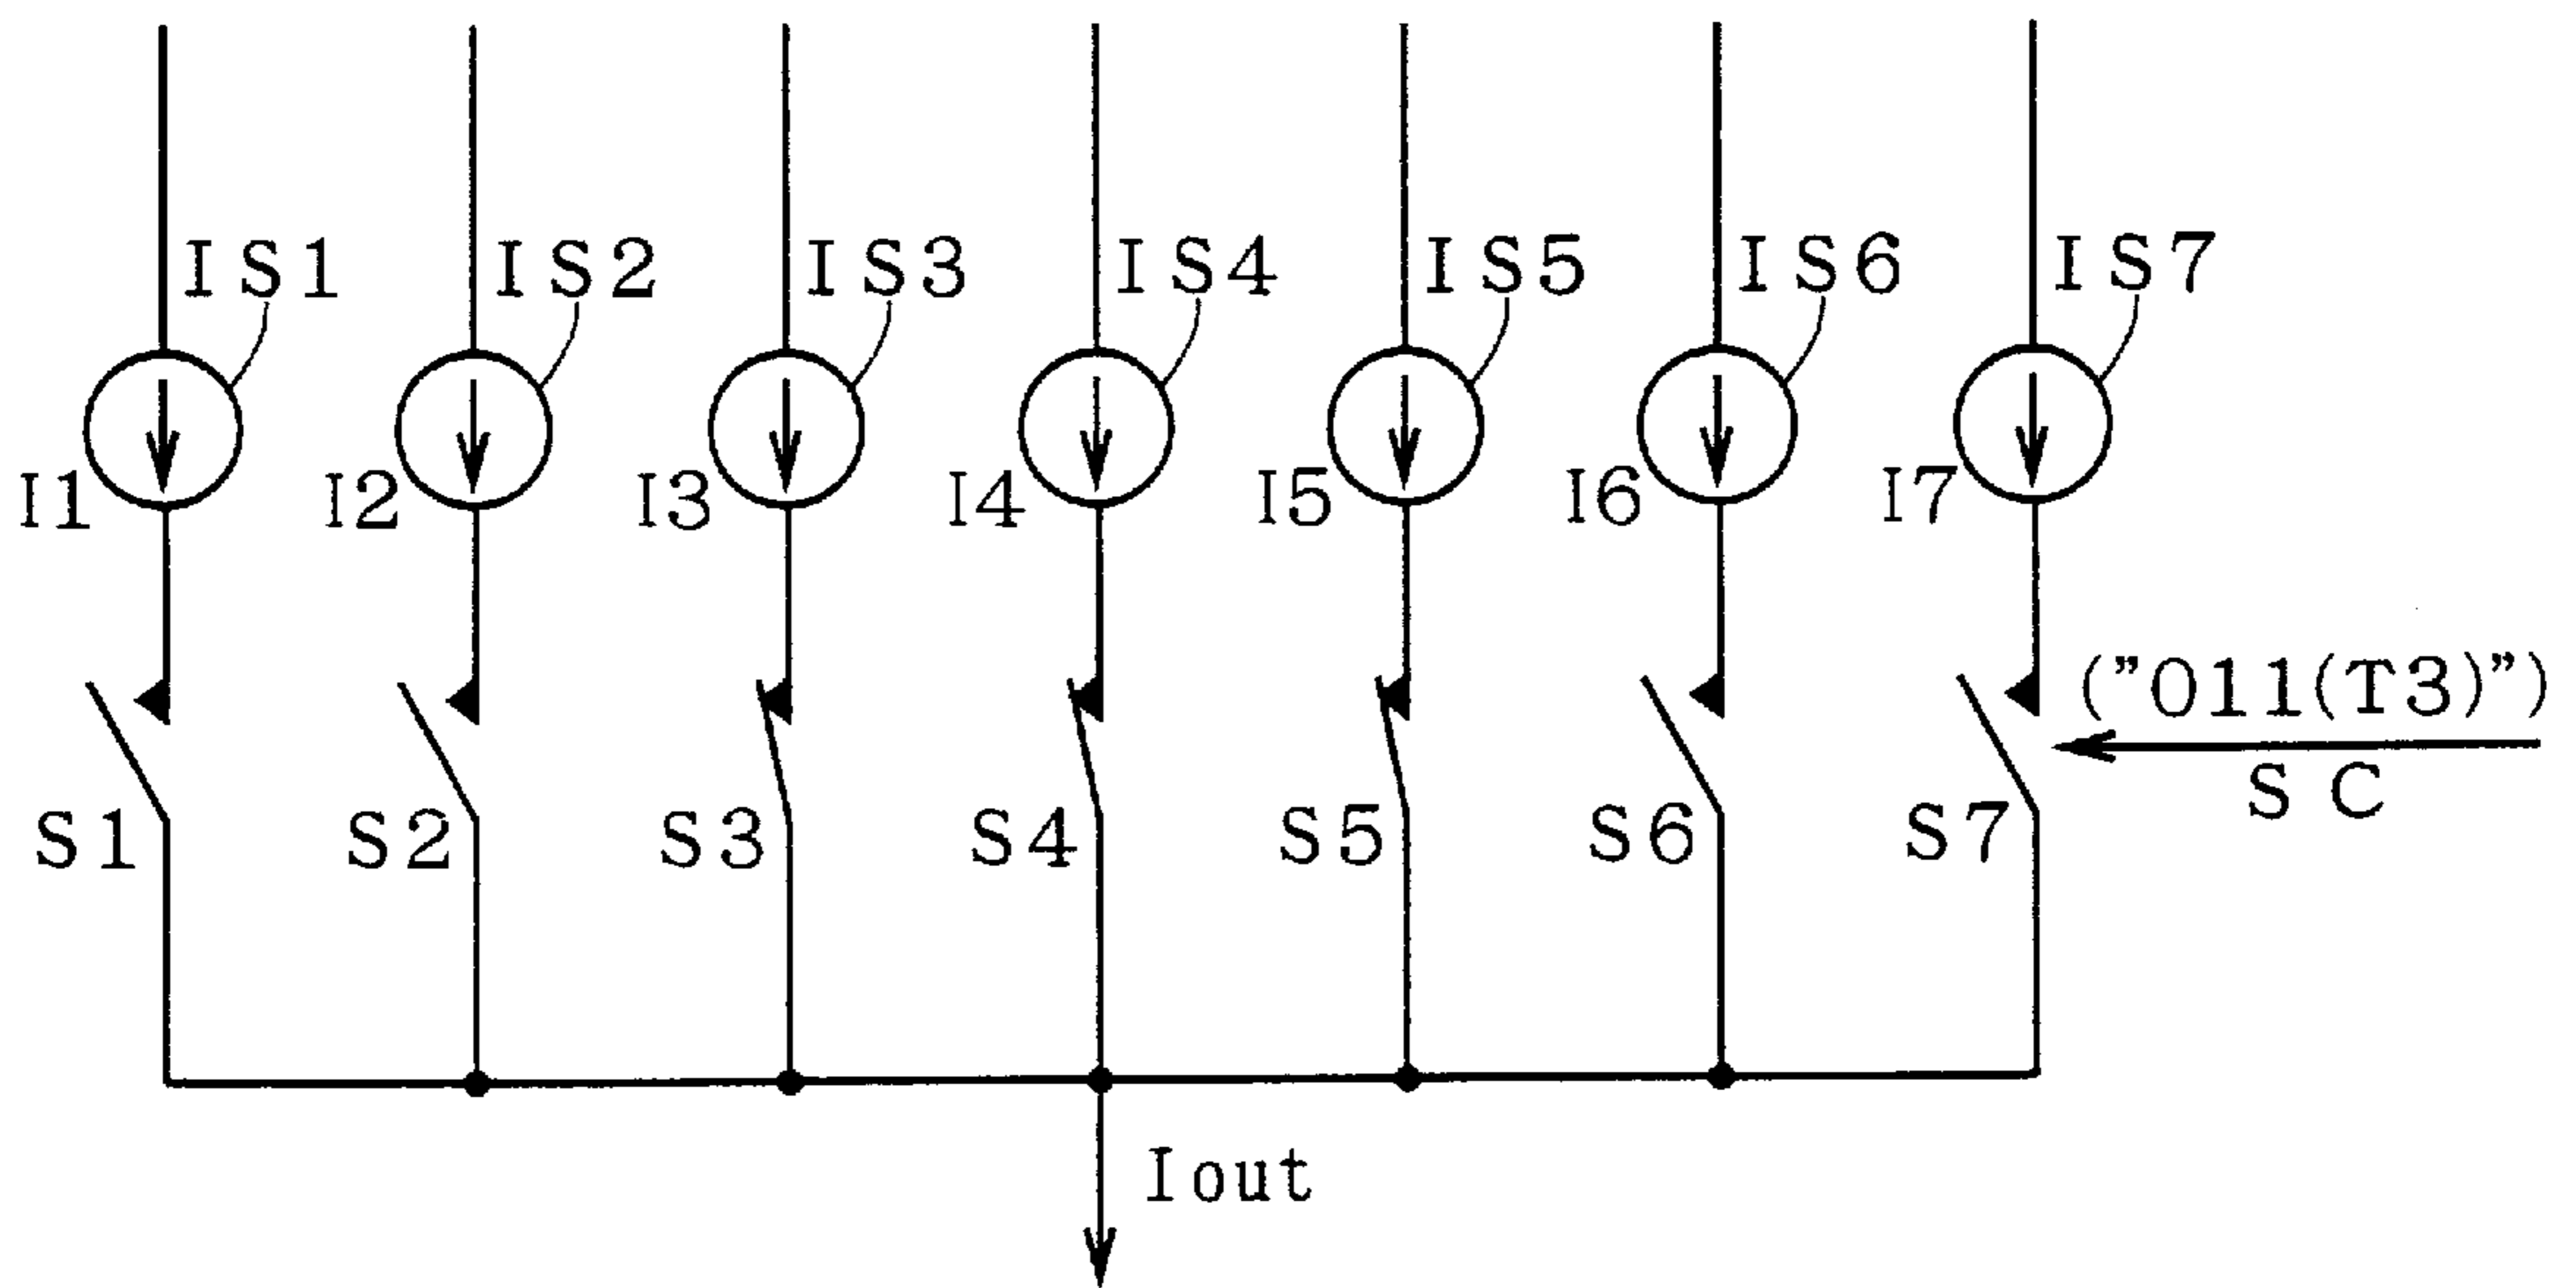 IS1 IS2 IS3 IS4 IS5 IS6 IS7
I1 I2 I3 I4 I5 I6 I7
("011(T3)")
SC
S1 S2 S3 S4 S5 S6 S7
Iout